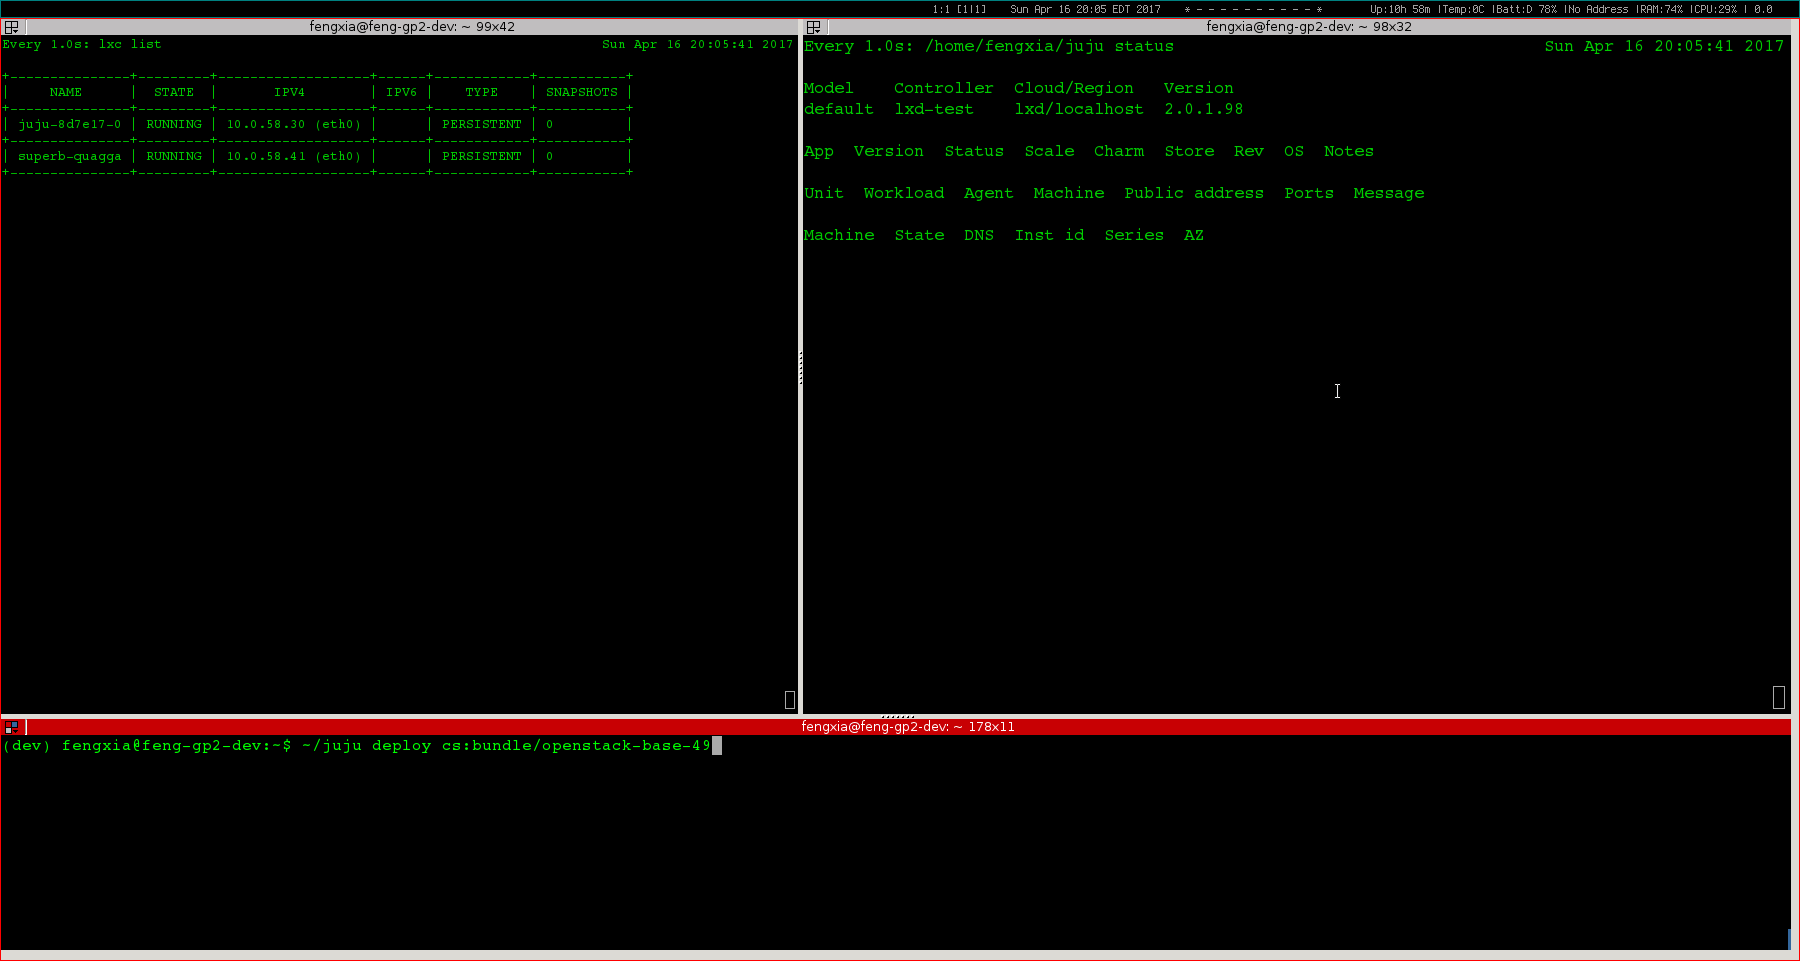 1:1 [1|1] Sun Apr 16 20:05 EDT 2017 * - - - - - - - - - - - * Up:10h 58m |Temp:0C |Batt:D 78% |No Address |RAM:74% |CPU:29% | 0.0
fengxia@feng-gp2-dev: ~ 99x42
Every 1.0s: lxc list Sun Apr 16 20:05:41 2017
+---------------+---------+-------------------+------+------------+-----------+
| NAME | STATE | IPV4 | IPV6 | TYPE | SNAPSHOTS |
+---------------+---------+-------------------+------+------------+-----------+
| juju-8d7e17-0 | RUNNING | 10.0.58.30 (eth0) | | PERSISTENT | 0 |
+---------------+---------+-------------------+------+------------+-----------+
| superb-quagga | RUNNING | 10.0.58.41 (eth0) | | PERSISTENT | 0 |
+---------------+---------+-------------------+------+------------+-----------+
fengxia@feng-gp2-dev: ~ 98x32
Every 1.0s: /home/fengxia/juju status Sun Apr 16 20:05:41 2017
Model Controller Cloud/Region Version
default lxd-test lxd/localhost 2.0.1.98
App Version Status Scale Charm Store Rev OS Notes
Unit Workload Agent Machine Public address Ports Message
Machine State DNS Inst id Series AZ
fengxia@feng-gp2-dev: ~ 178x11
(dev) fengxia@feng-gp2-dev:~$ ~/juju deploy cs:bundle/openstack-base-49